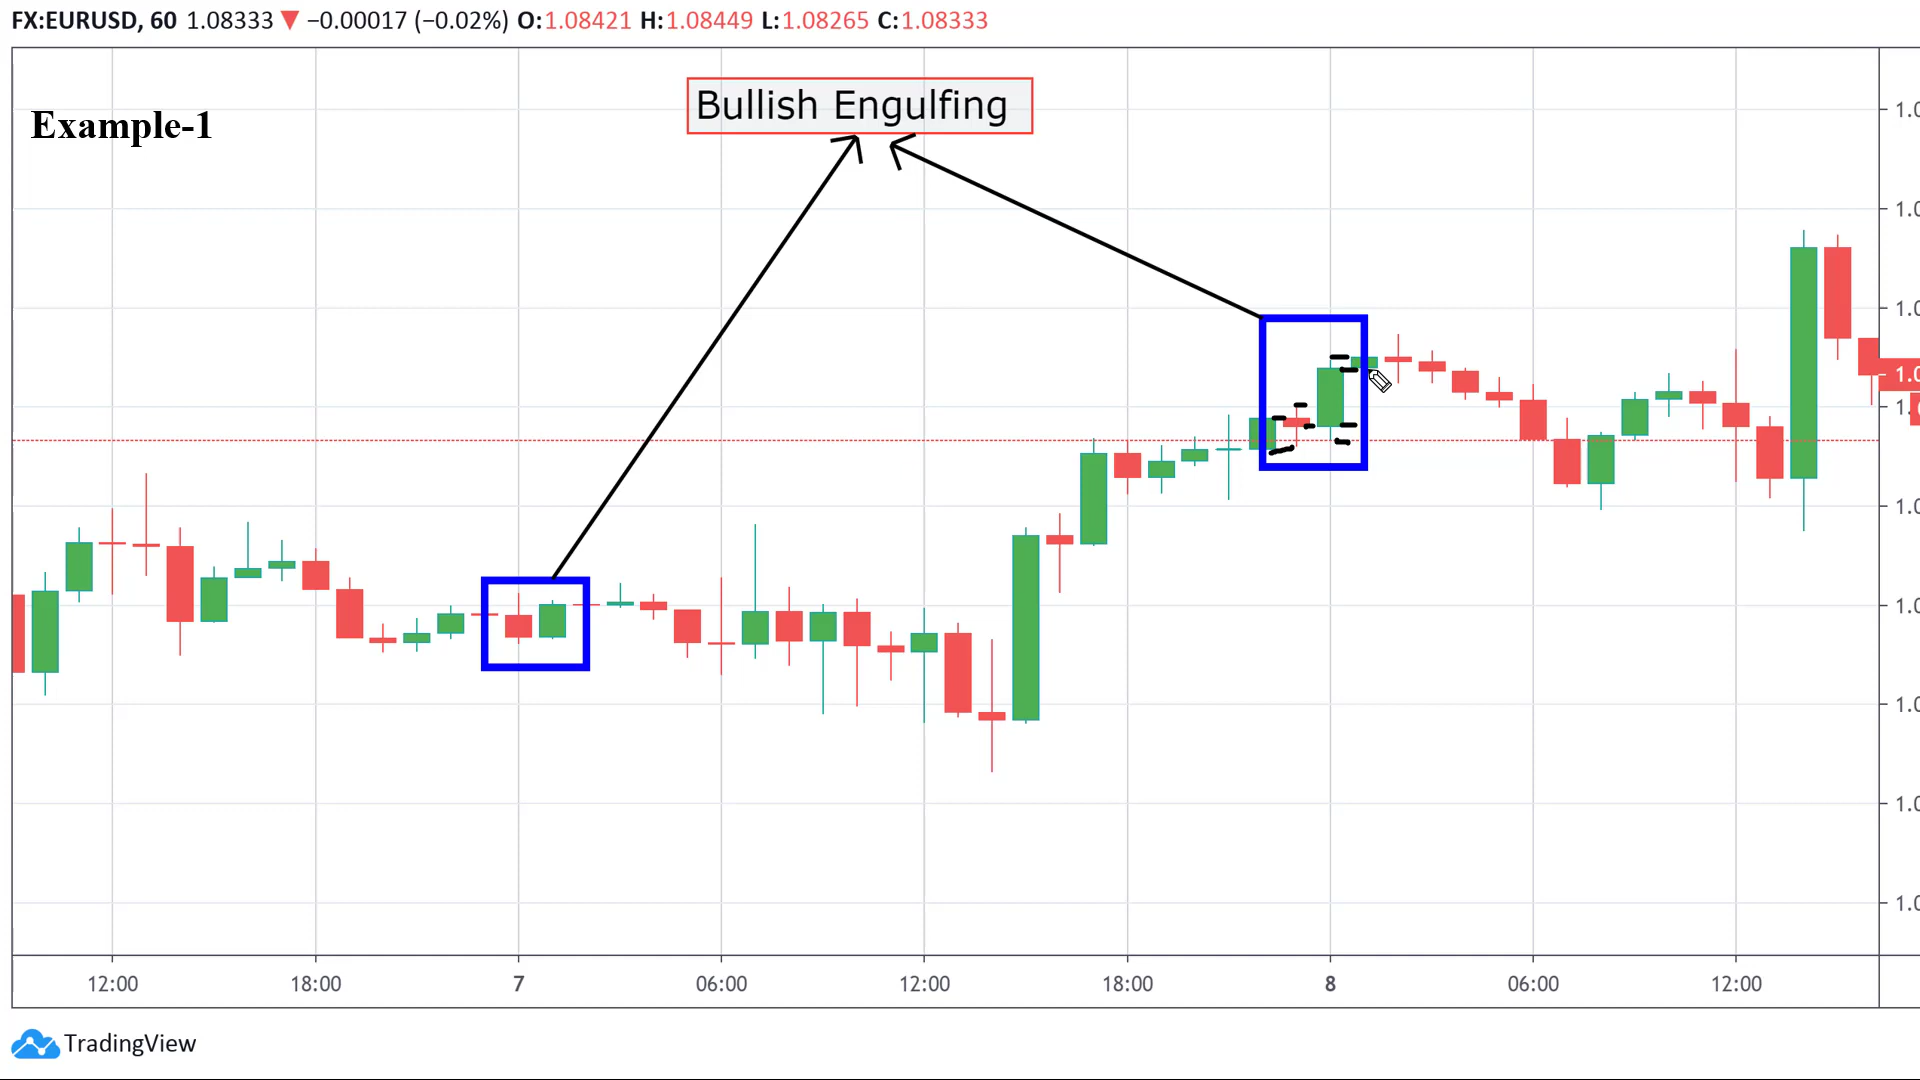 FX:EURUSD, 60 1.08333 ▼ −0.00017 (−0.02%) O:1.08421 H:1.08449 L:1.08265 C:1.08333
Bullish Engulfing
Example-1
12:00 18:00 7 06:00 12:00 18:00 8 06:00 12:00
TradingView